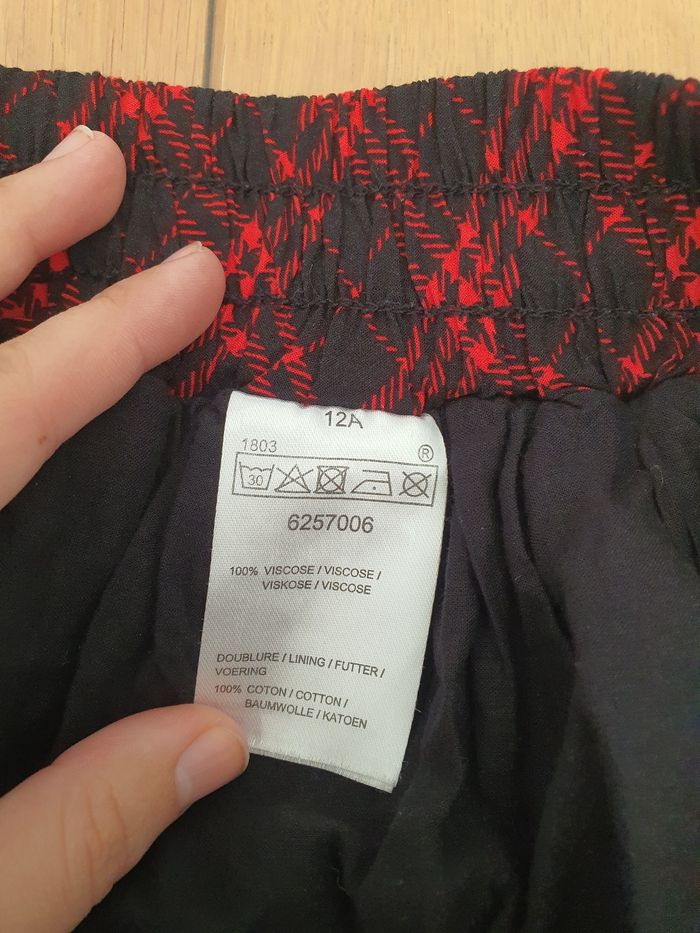 12A
1803
®
30
6257006
100% VISCOSE / VISCOSE /
VISKOSE / VISCOSE
DOUBLURE / LINING / FUTTER /
VOERING
100% COTON / COTTON /
BAUMWOLLE / KATOEN